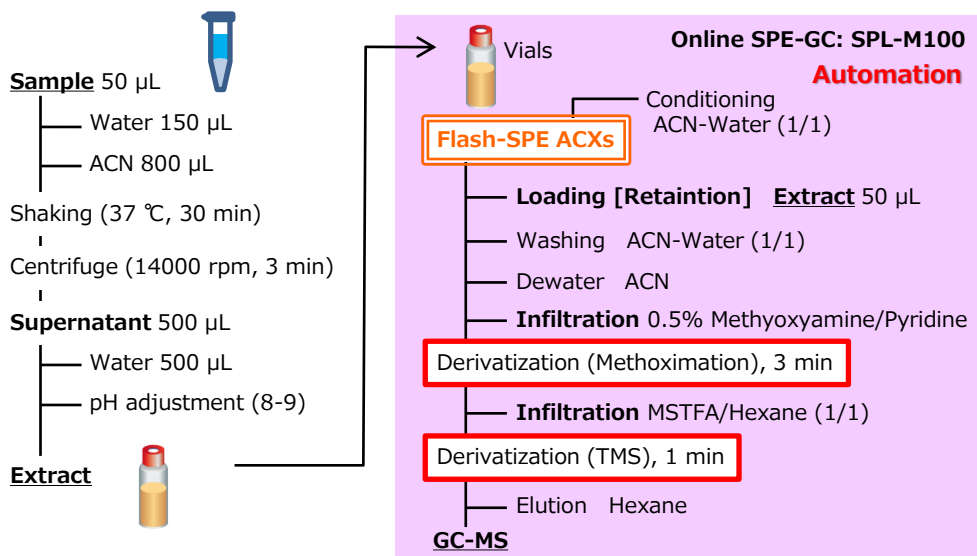 Sample 50 µL
Water 150 µL
ACN 800 µL
Shaking (37 ℃, 30 min)
Centrifuge (14000 rpm, 3 min)
Supernatant 500 µL
Water 500 µL
pH adjustment (8-9)
Extract
Vials
Online SPE-GC: SPL-M100
Automation
Conditioning
ACN-Water (1/1)
Flash-SPE ACXs
Loading [Retaintion] Extract 50 µL
Washing ACN-Water (1/1)
Dewater ACN
Infiltration 0.5% Methyoxyamine/Pyridine
Derivatization (Methoximation), 3 min
Infiltration MSTFA/Hexane (1/1)
Derivatization (TMS), 1 min
Elution Hexane
GC-MS